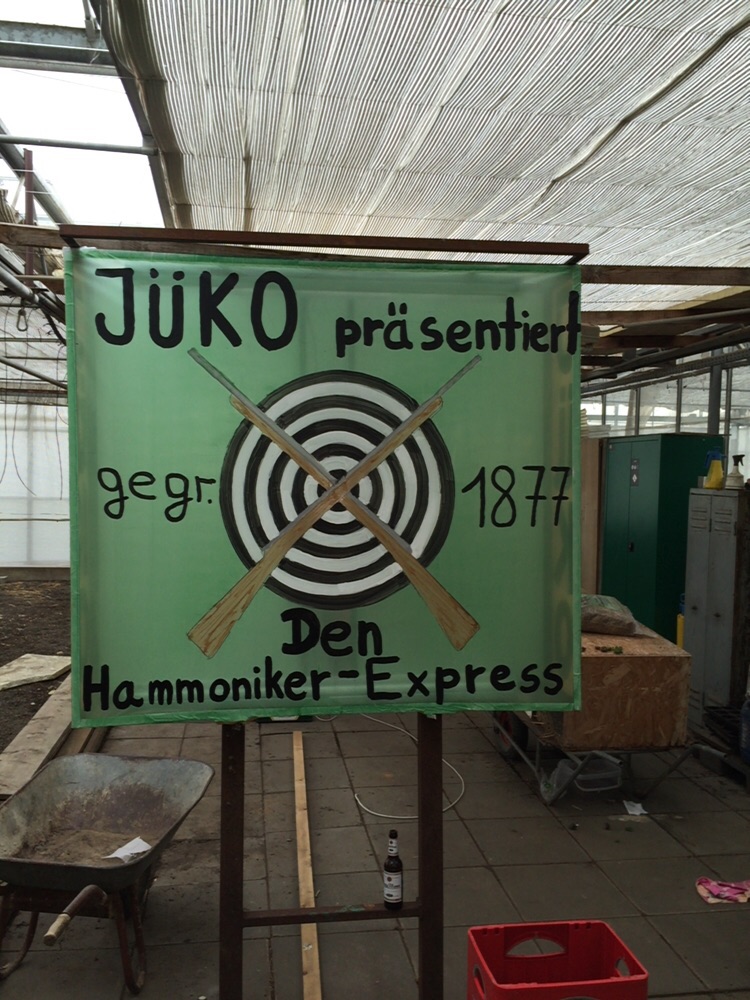 JÜKO präsentiert
gegr. 1877
Den
Hammoniker-Express